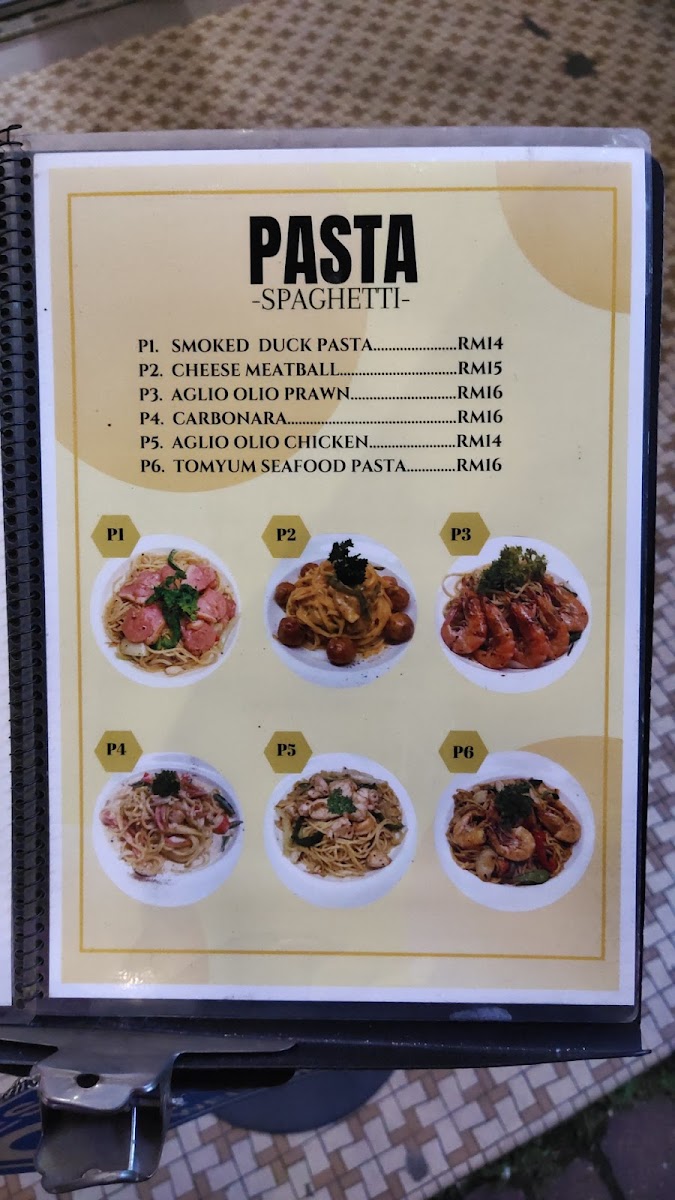 PASTA
-SPAGHETTI-
P1. SMOKED DUCK PASTA......................RM14
P2. CHEESE MEATBALL...............................RM15
P3. AGLIO OLIO PRAWN............................RM16
P4. CARBONARA.............................................RM16
P5. AGLIO OLIO CHICKEN.......................RM14
P6. TOMYUM SEAFOOD PASTA.............RM16
P1 P2 P3
P4 P5 P6